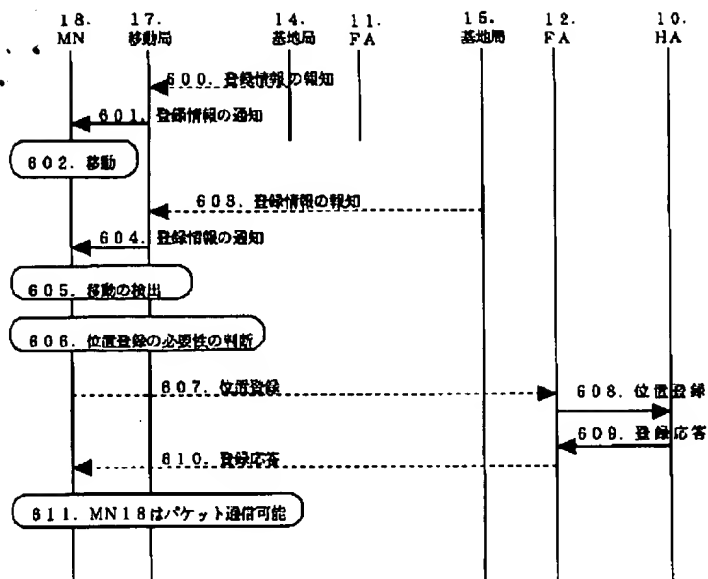 18. 17. 14. 11. 15. 12. 10.
MN 移動局 基地局 FA 基地局 FA HA
600. 登録情報の報知
601. 登録情報の通知
602. 移動
603. 登録情報の報知
604. 登録情報の通知
605. 移動の検出
606. 位置登録の必要性の判断
607. 位置登録
608. 位置登録
609. 登録応答
610. 登録応答
611. MN18はパケット通信可能